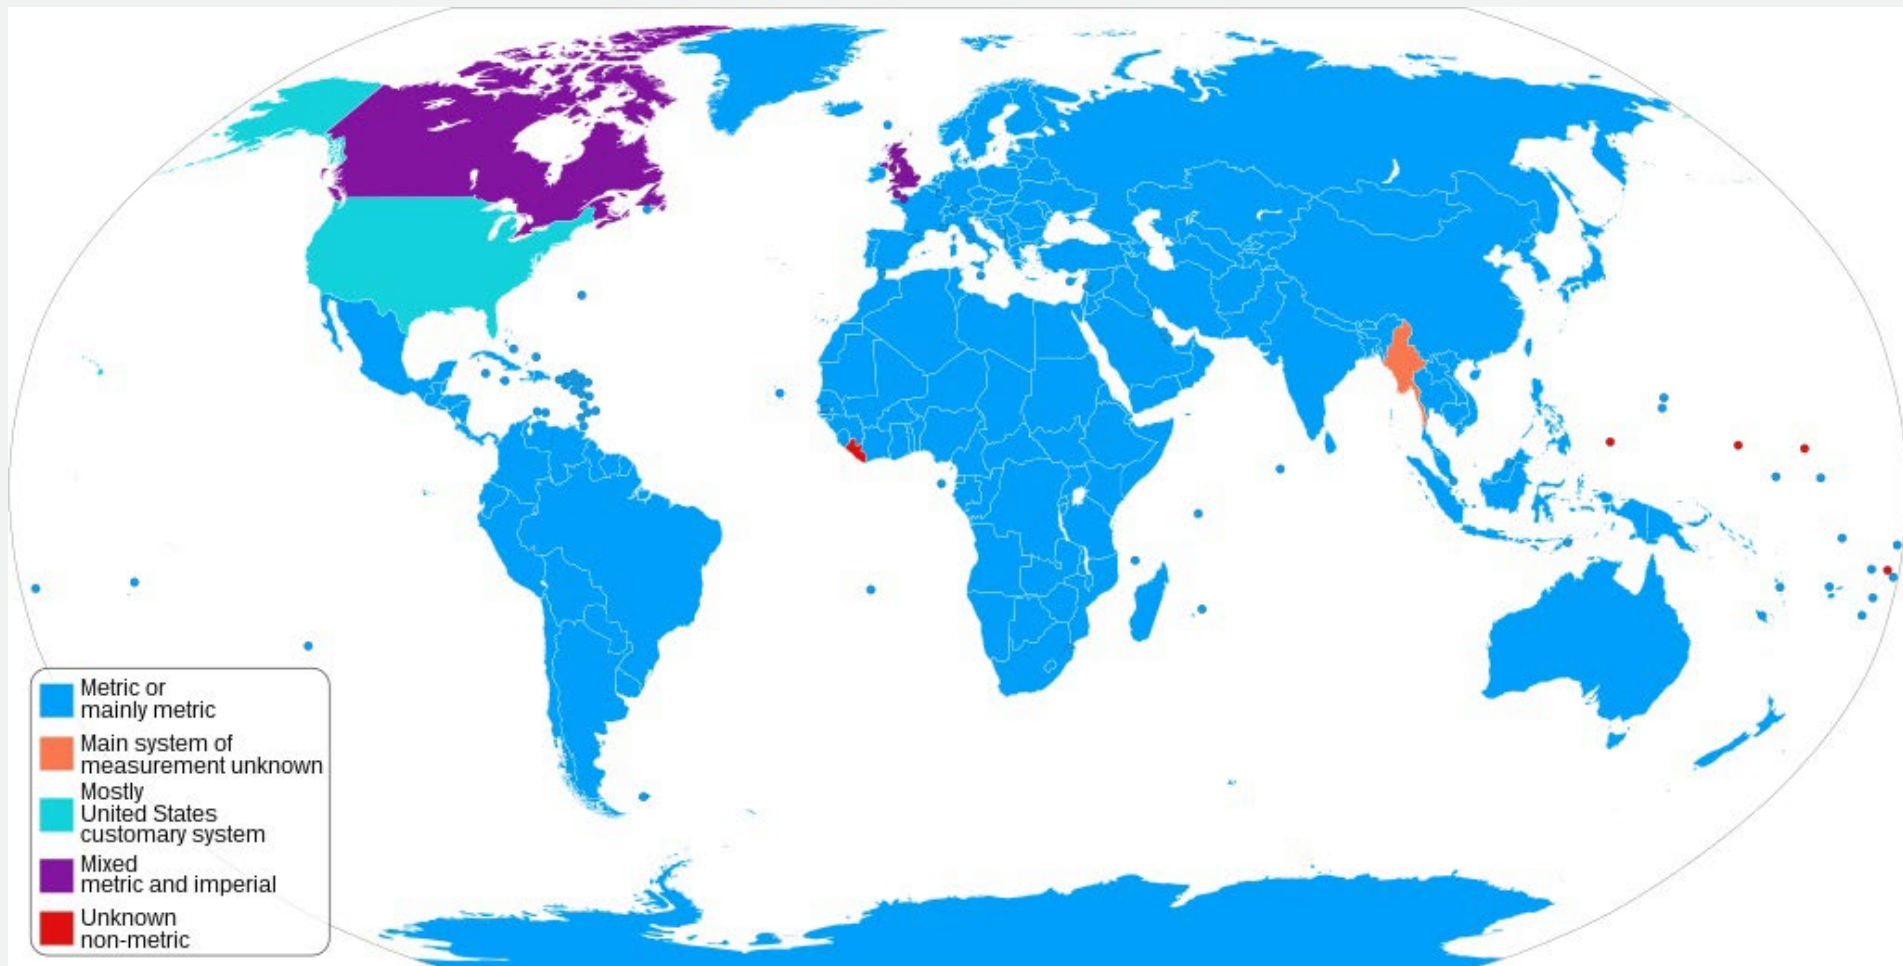 Metric or
mainly metric
Main system of
measurement unknown
Mostly
United States
customary system
Mixed
metric and imperial
Unknown
non-metric